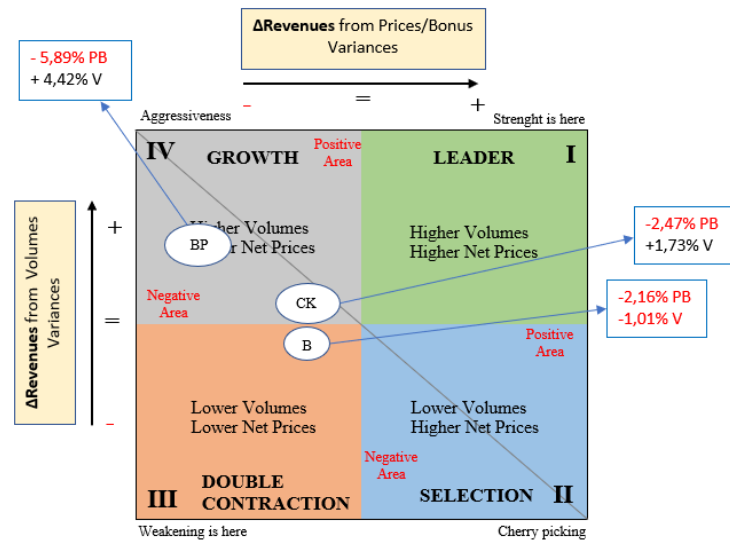 ΔRevenues from Prices/Bonus
Variances
- 5,89% PB
+ 4,42% V
-
=
+
Aggressiveness
Strenght is here
IV
GROWTH
Positive
Area
LEADER
I
ΔRevenues from Volumes
Variances
+
=
-
Higher Volumes
Net Prices
BP
Higher Volumes
Higher Net Prices
-2,47% PB
+1,73% V
Negative
Area
CK
-2,16% PB
-1,01% V
B
Positive
Area
Lower Volumes
Lower Net Prices
Lower Volumes
Higher Net Prices
Negative
Area
III
DOUBLE
CONTRACTION
SELECTION
II
Weakening is here
Cherry picking